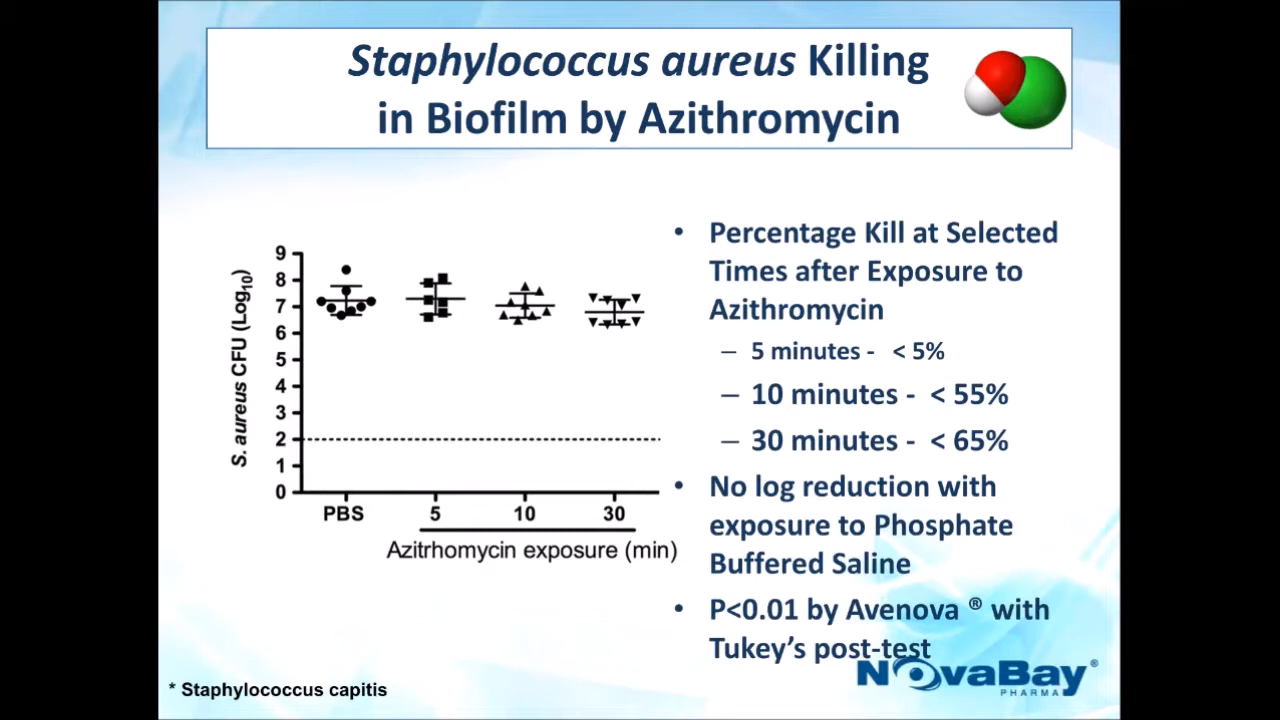 Staphylococcus aureus Killing
in Biofilm by Azithromycin
S. aureus CFU (Log10)
9
8
7
6
5
4
3
2
1
0
PBS
5
10
30
Azitrhomycin exposure (min)
• Percentage Kill at Selected
Times after Exposure to
Azithromycin
– 5 minutes - < 5%
– 10 minutes - < 55%
– 30 minutes - < 65%
• No log reduction with
exposure to Phosphate
Buffered Saline
• P<0.01 by Avenova ® with
Tukey’s post-test
NovaBay®
PHARMA
* Staphylococcus capitis